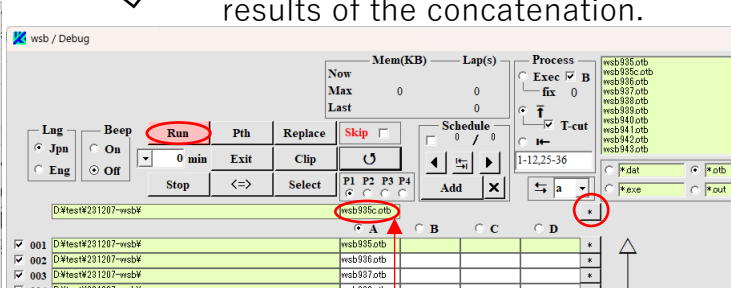 results of the concatenation.
wsb / Debug
Mem(KB) Lap(s)
Now
Max 0 0
Last 0
Process
Exec B
fix 0
T-cut
1-12,25-36
a
wsb935.otb
wsb935c.otb
wsb936.otb
wsb937.otb
wsb938.otb
wsb939.otb
wsb940.otb
wsb941.otb
wsb942.otb
wsb943.otb
*.dat *.otb
*.exe *.out
Lng
Jpn
Eng
Beep
On
Off
Run Pth Replace Skip
0 min Exit Clip
Stop <=> Select P1 P2 P3 P4
Schedule
0 / 0
Add X
D:¥test¥231207-wsb¥ wsb935c.otb *
A B C D
001 D:¥test¥231207-wsb¥ wsb935.otb *
002 D:¥test¥231207-wsb¥ wsb936.otb *
003 D:¥test¥231207-wsb¥ wsb937.otb *